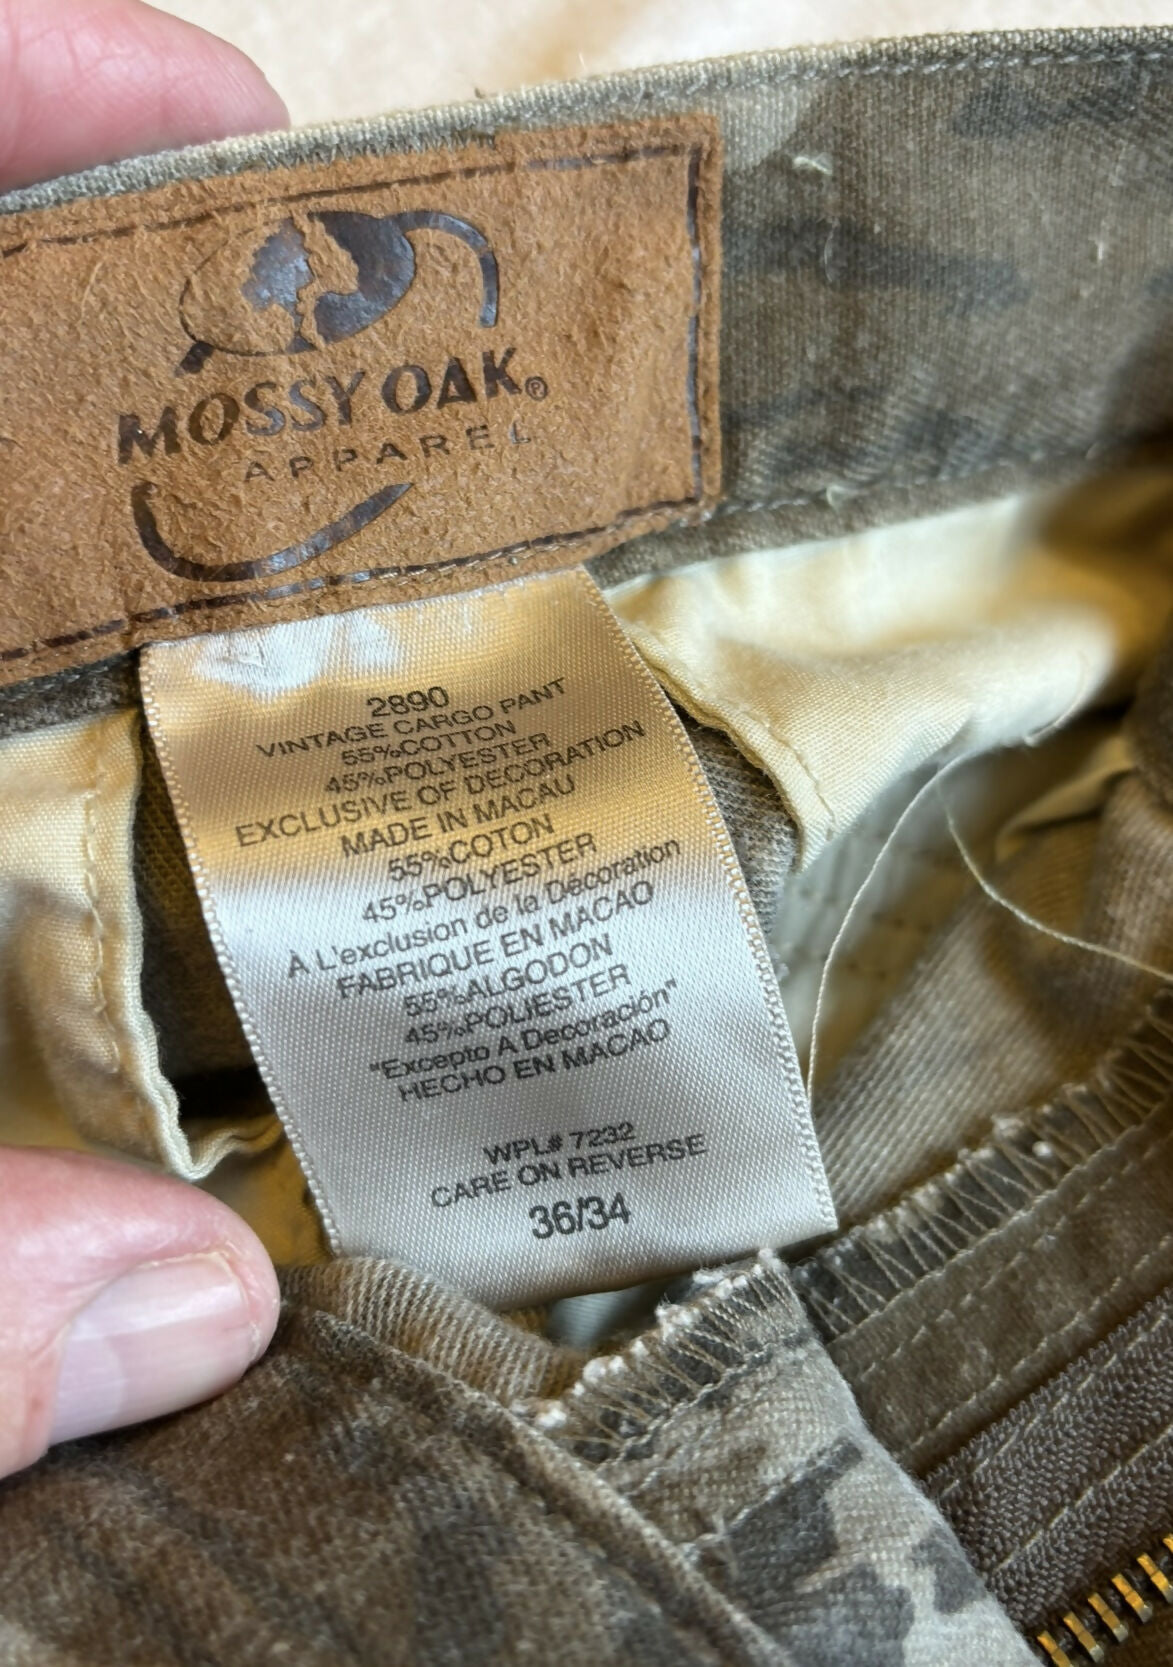 MOSSY OAK®
APPAREL
2890
VINTAGE CARGO PANT
55%COTTON
45%POLYESTER
EXCLUSIVE OF DECORATION
MADE IN MACAU
55%COTON
45%POLYESTER
À L'exclusion de la Décoration
FABRIQUE EN MACAO
55%ALGODON
45%POLIESTER
"Excepto A Decoración"
HECHO EN MACAO
WPL# 7232
CARE ON REVERSE
36/34